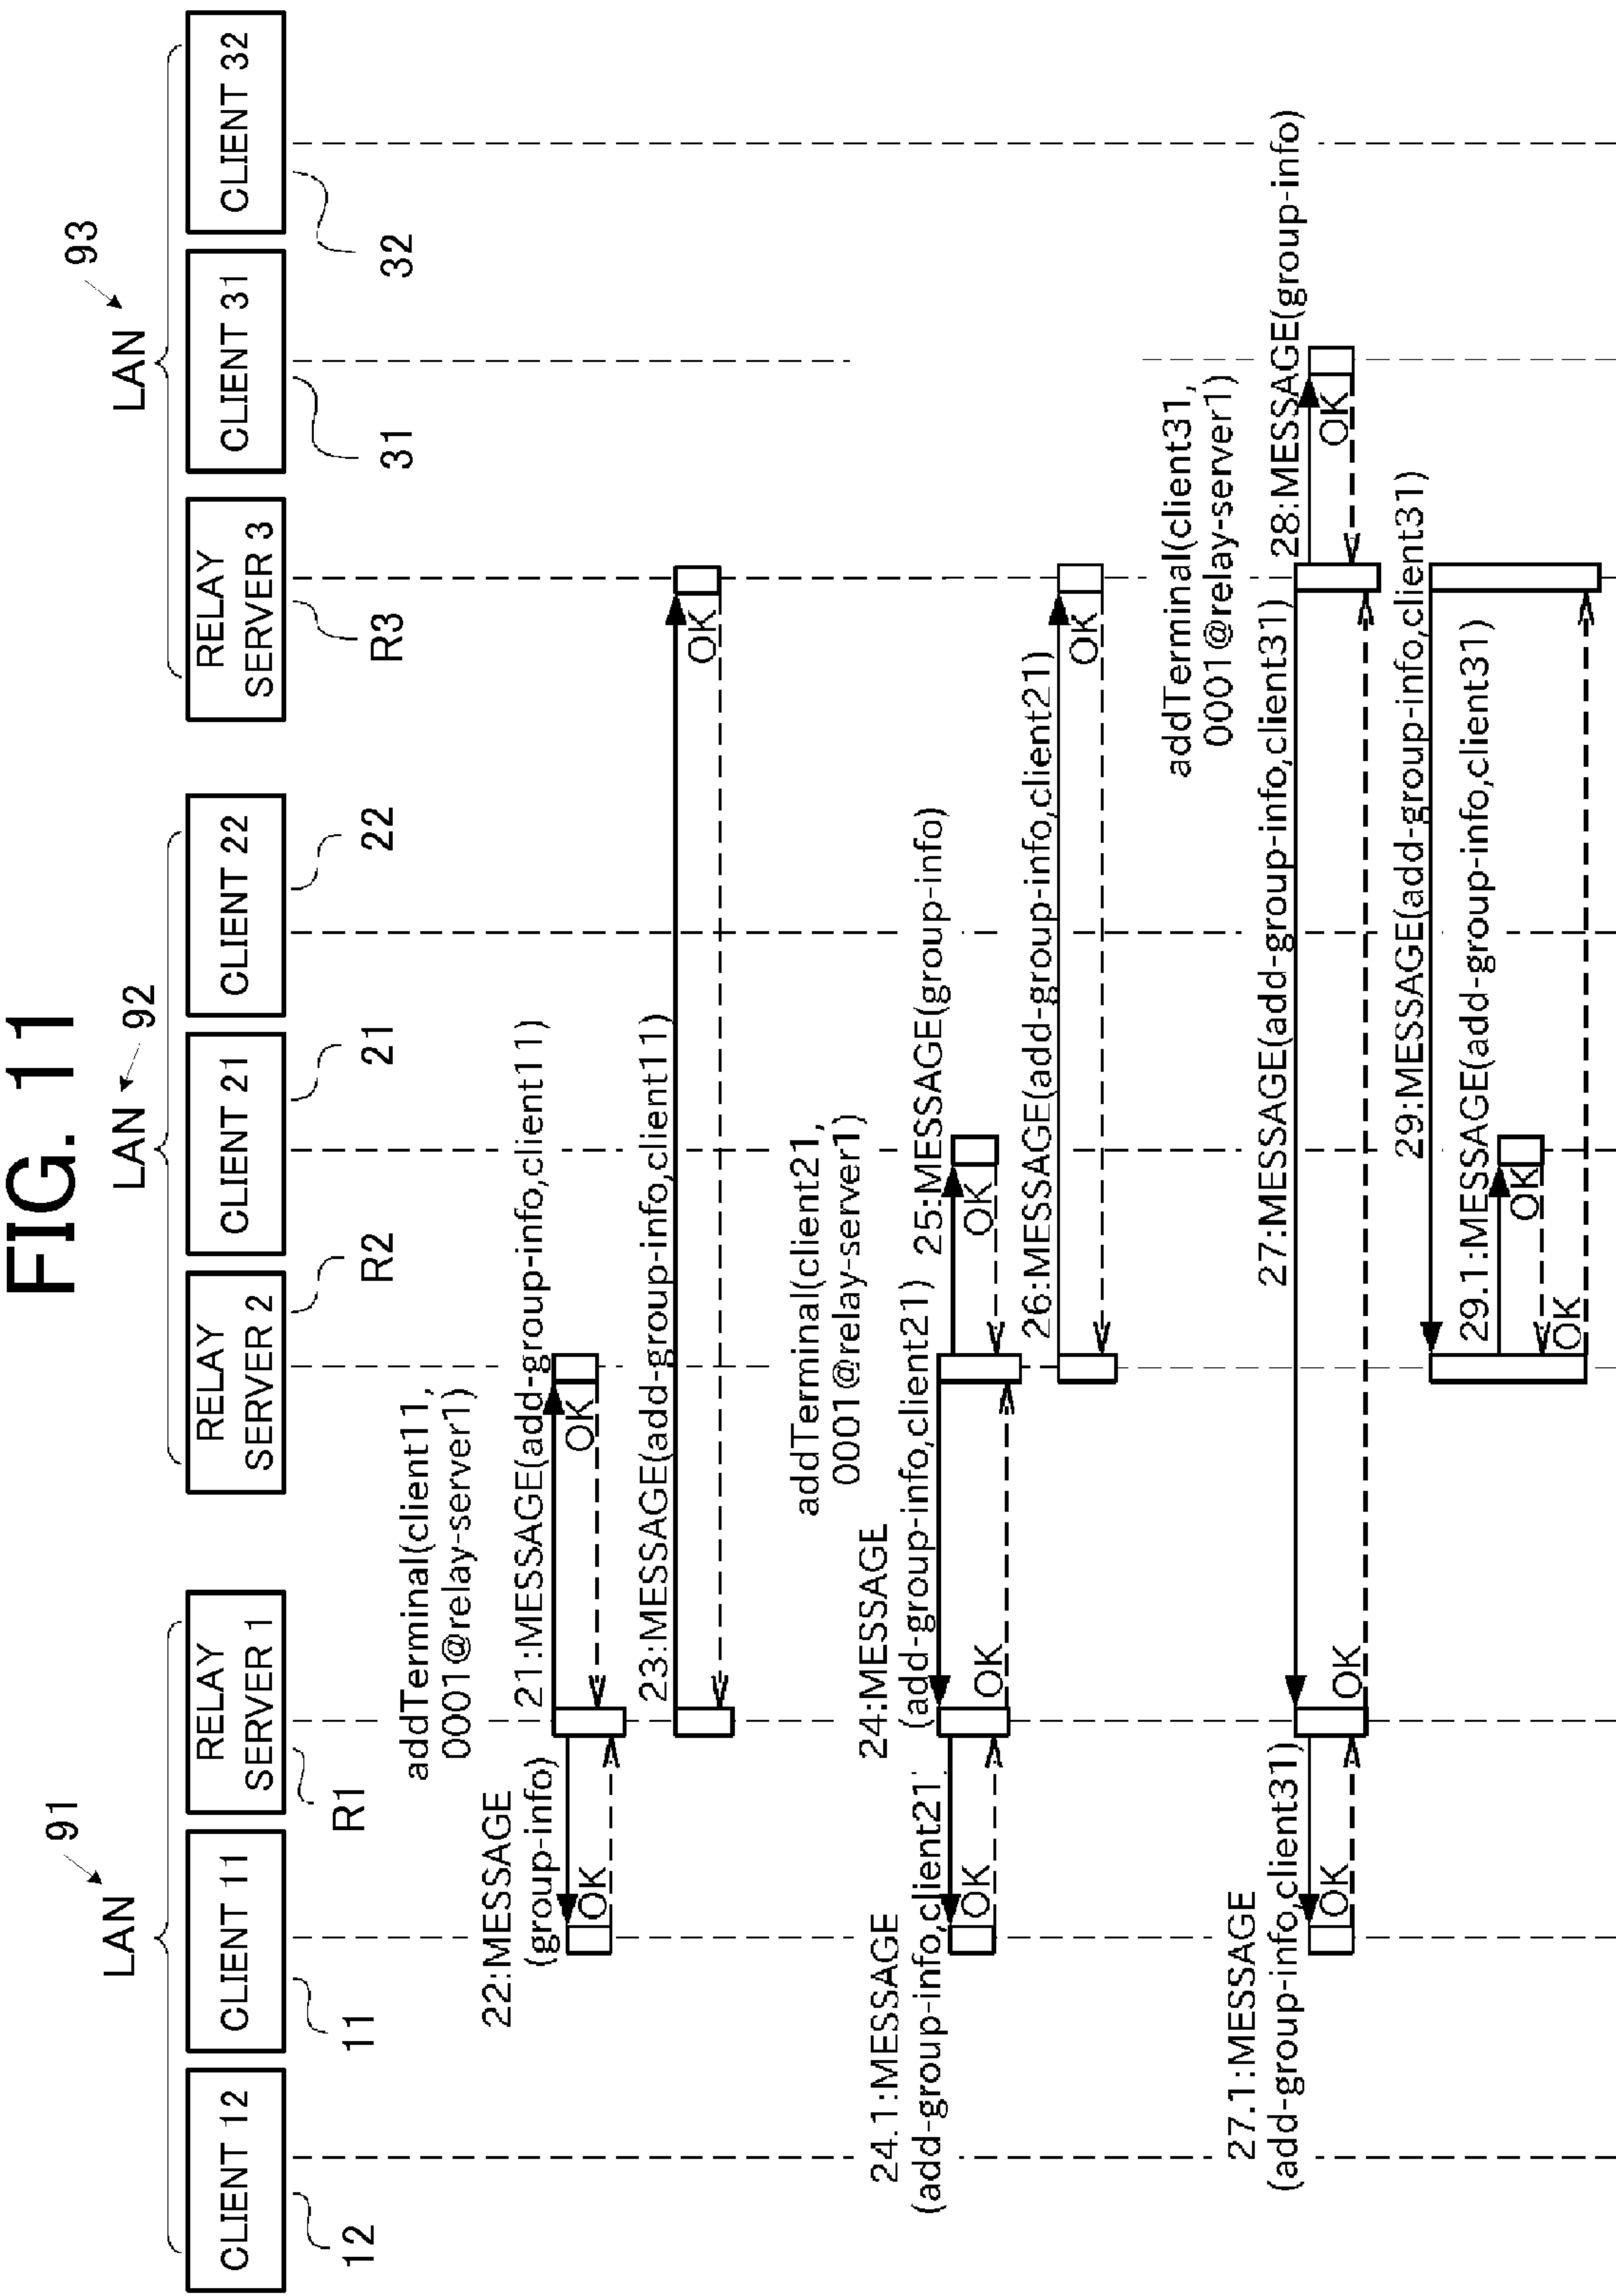 FIG. 11
LAN
91
LAN
92
LAN
93
CLIENT 12
CLIENT 11
RELAY
SERVER 1
RELAY
SERVER 2
CLIENT 21
CLIENT 22
RELAY
SERVER 3
CLIENT 31
CLIENT 32
12
11
R1
R2
21
22
R3
31
32
addTerminal(client11,
0001@relay-server1)
22:MESSAGE
(group-info)
21:MESSAGE(add-group-info,client11)
OK
OK
23:MESSAGE(add-group-info,client11)
OK
addTerminal(client21,
0001@relay-server1)
24:MESSAGE
(add-group-info,client21)
25:MESSAGE(group-info)
24.1:MESSAGE
(add-group-info,client21
OK
OK
OK
26:MESSAGE(add-group-info,client21)
OK
addTerminal(client31,
0001@relay-server1)
27:MESSAGE(add-group-info,client31)
28:MESSAGE(group-info)
27.1:MESSAGE
(add-group-info,client31)
OK
OK
OK
29:MESSAGE(add-group-info,client31)
29.1:MESSAGE(add-group-info,client31)
OK
OK